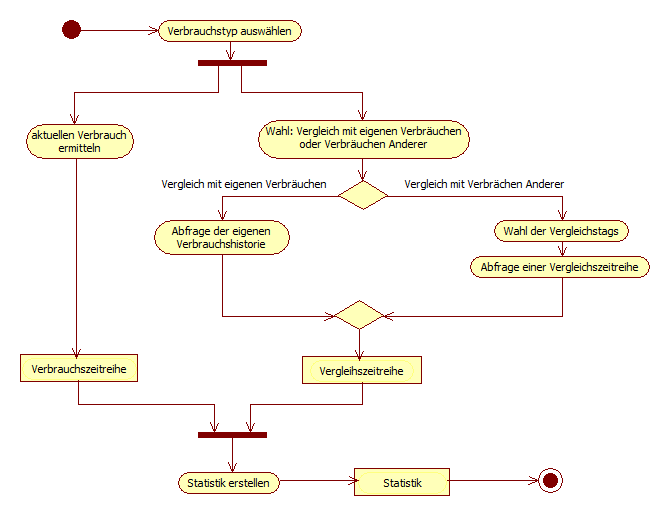 Verbrauchstyp auswählen
aktuellen Verbrauch
ermitteln
Wahl: Vergleich mit eigenen Verbräuchen
oder Verbräuchen Anderer
Vergleich mit eigenen Verbräuchen
Vergleich mit Verbrächen Anderer
Abfrage der eigenen
Verbrauchshistorie
Wahl der Vergleichstags
Abfrage einer Vergleichszeitreihe
Verbrauchszeitreihe
Vergleihszeitreihe
Statistik erstellen
Statistik